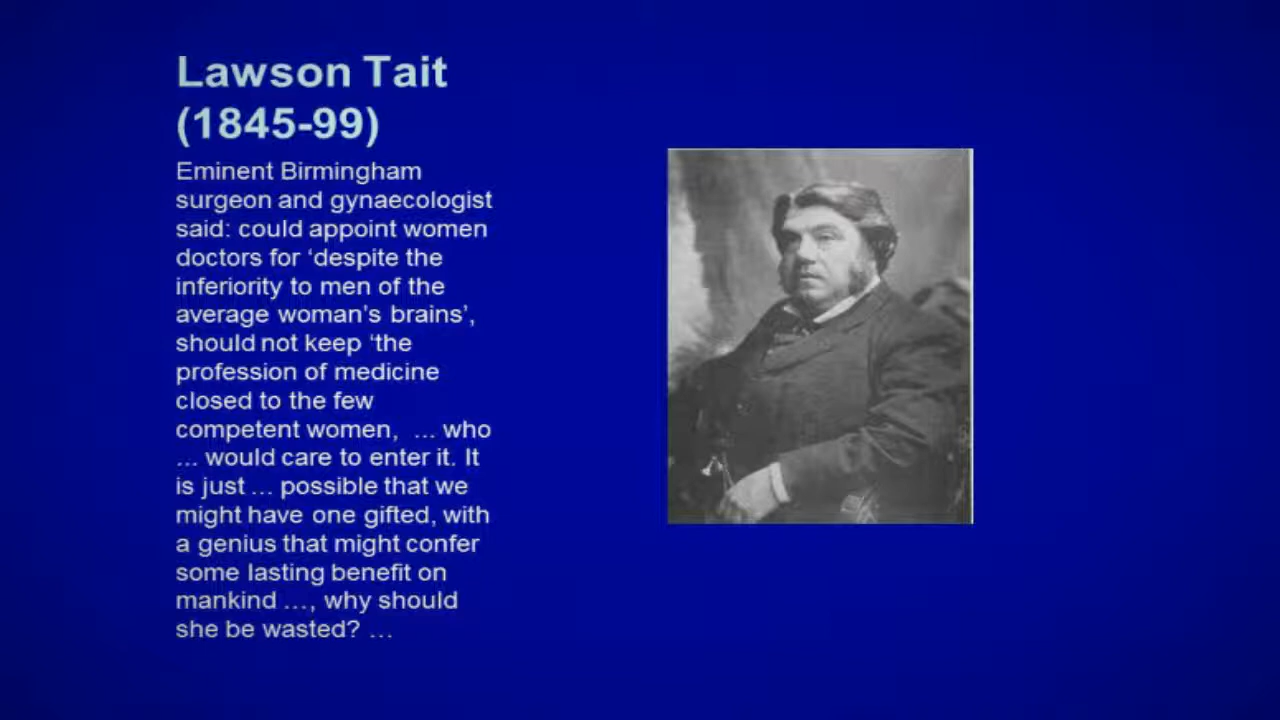 Lawson Tait
(1845-99)
Eminent Birmingham
surgeon and gynaecologist
said: could appoint women
doctors for ‘despite the
inferiority to men of the
average woman’s brains’,
should not keep ‘the
profession of medicine
closed to the few
competent women, ... who
... would care to enter it. It
is just ... possible that we
might have one gifted, with
a genius that might confer
some lasting benefit on
mankind ..., why should
she be wasted? ...